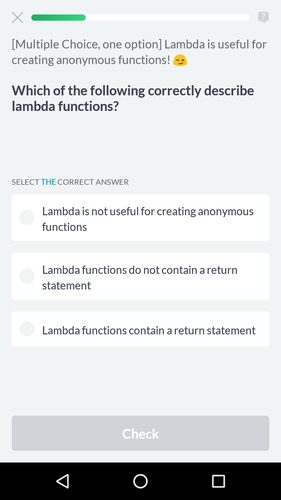 [Multiple Choice, one option] Lambda is useful for
creating anonymous functions! 😊
Which of the following correctly describe
lambda functions?
SELECT THE CORRECT ANSWER
Lambda is not useful for creating anonymous
functions
Lambda functions do not contain a return
statement
Lambda functions contain a return statement
Check